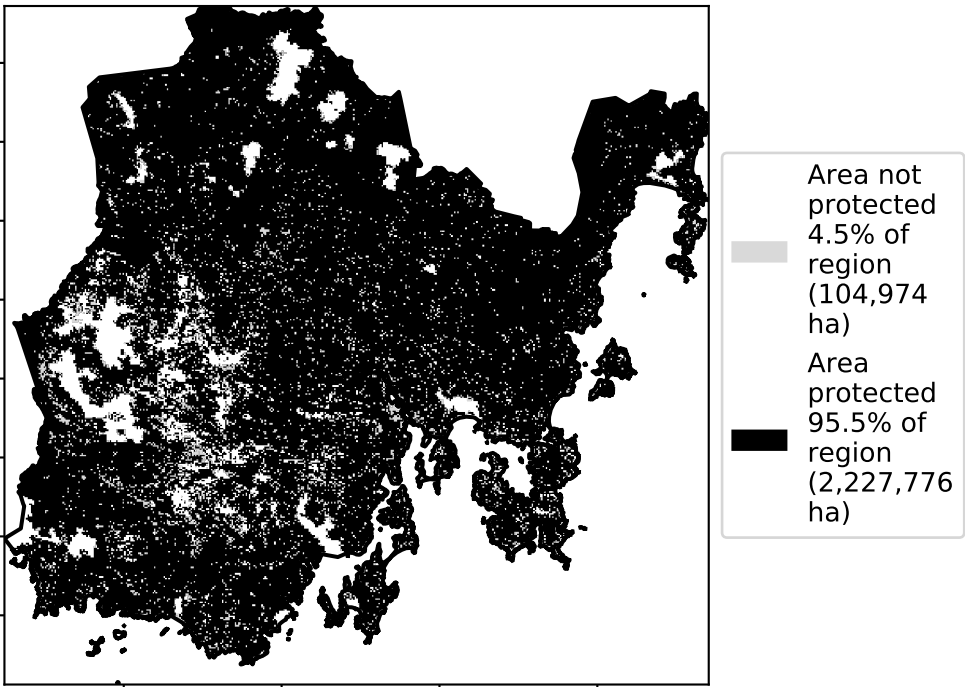 Area not
protected
4.5% of
region
(104,974
ha)
Area
protected
95.5% of
region
(2,227,776
ha)